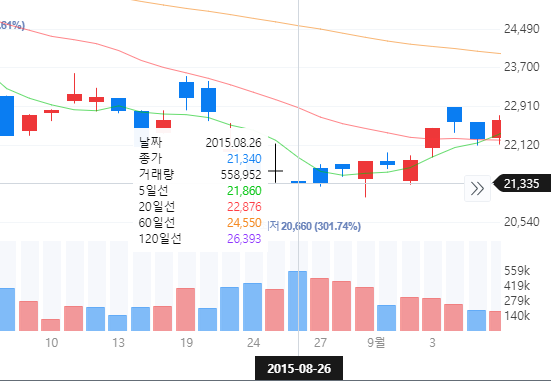 .61%)
24,490
23,700
22,910
22,120
21,335
20,540
날짜 2015.08.26
종가 21,340
거래량 558,952
5일선 21,860
20일선 22,876
60일선 24,550
120일선 26,393
저 20,660 (301.74%)
559k
419k
279k
140k
10 13 19 24 27 9월 3
2015-08-26